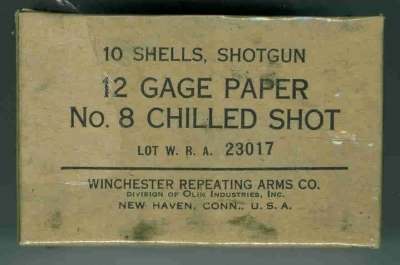 10 SHELLS, SHOTGUN
12 GAGE PAPER
No. 8 CHILLED SHOT
LOT W. R. A. 23017
WINCHESTER REPEATING ARMS CO.
DIVISION OF OLIN INDUSTRIES, INC.
NEW HAVEN, CONN., U. S. A.